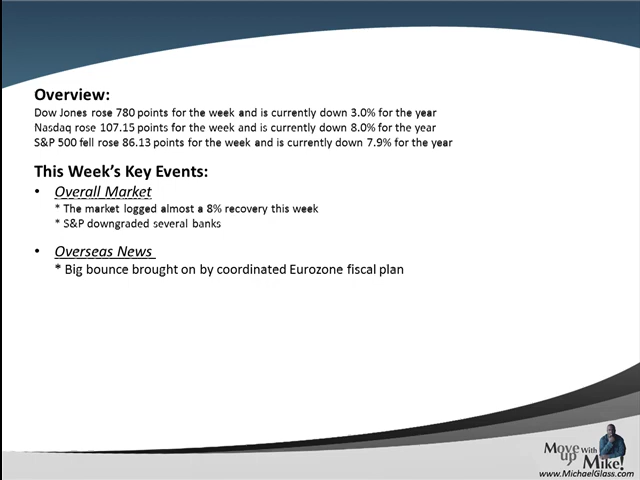 Overview:
Dow Jones rose 780 points for the week and is currently down 3.0% for the year
Nasdaq rose 107.15 points for the week and is currently down 8.0% for the year
S&P 500 fell rose 86.13 points for the week and is currently down 7.9% for the year
This Week's Key Events:
• Overall Market
* The market logged almost a 8% recovery this week
* S&P downgraded several banks
• Overseas News
* Big bounce brought on by coordinated Eurozone fiscal plan
Move up With Mike!
www.MichaelGlass.com